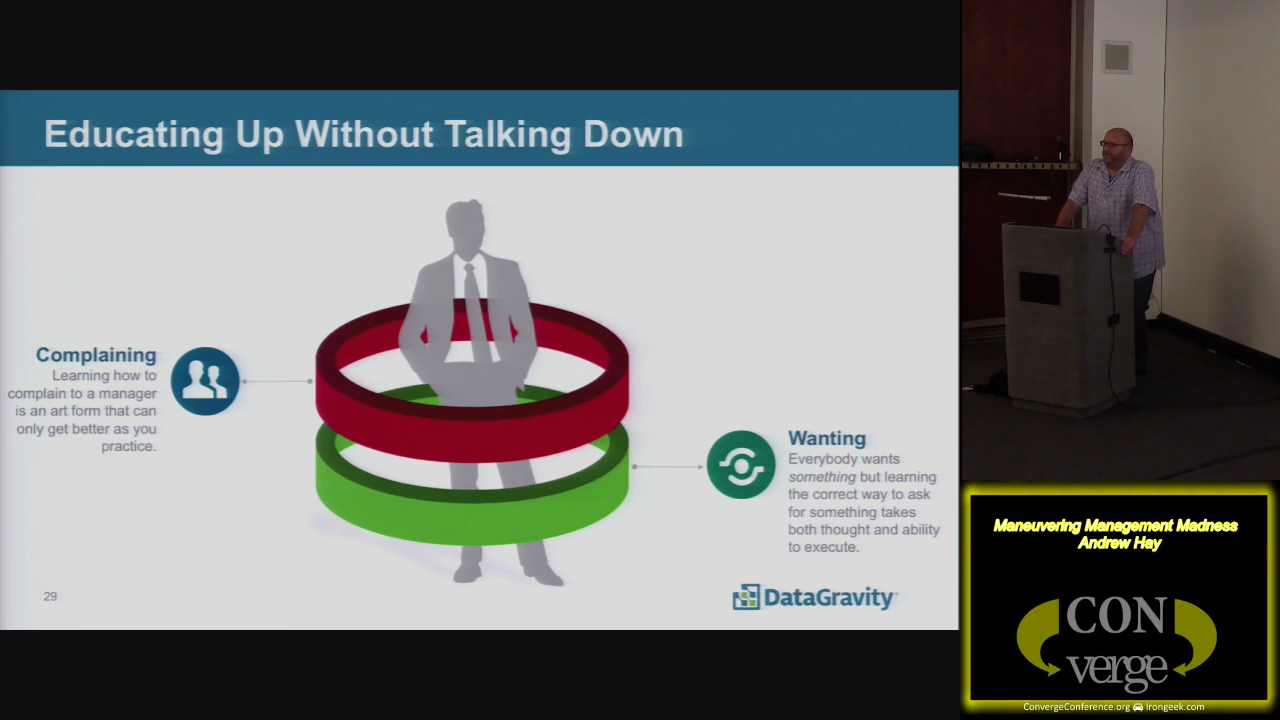 Educating Up Without Talking Down
Complaining
Learning how to
complain to a manager
is an art form that can
only get better as you
practice.
Wanting
Everybody wants
something but learning
the correct way to ask
for something takes
both thought and ability
to execute.
29
DataGravity
Maneuvering Management Madness
Andrew Hay
CON
verge
ConvergeConference.org Irongeek.com